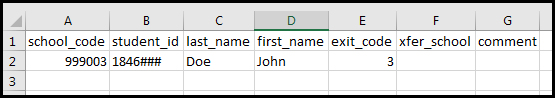 A B C D E F G
1 school_code student_id last_name first_name exit_code xfer_school comment
2 999003 1846### Doe John 3
3